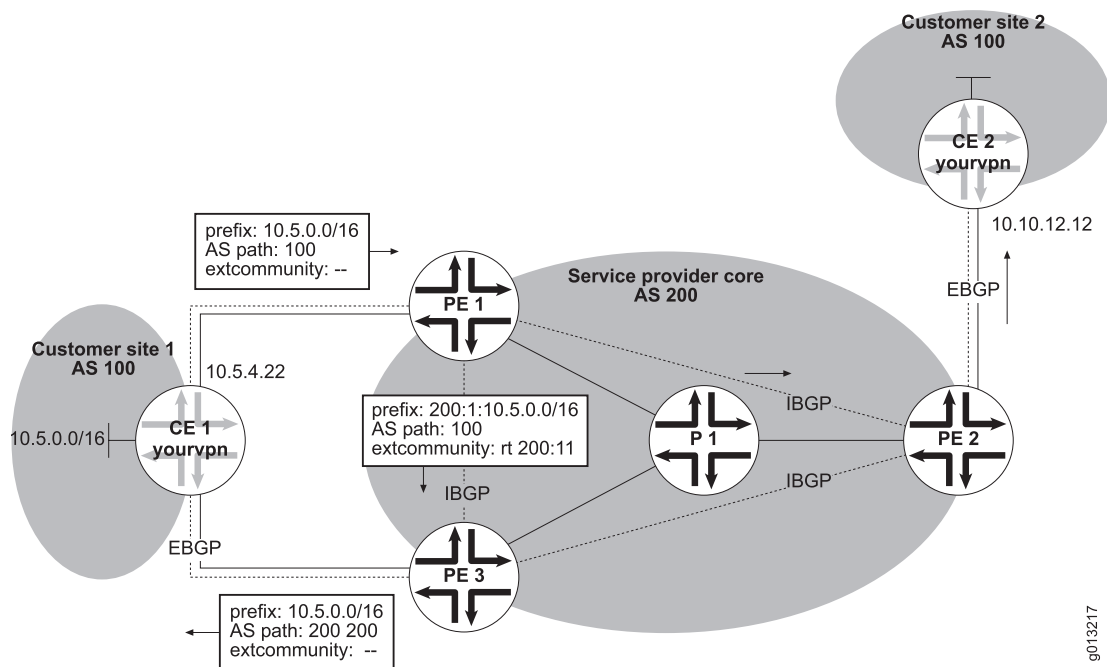 Customer site 2
AS 100
CE 2
yourvpn
10.10.12.12
EBGP
prefix: 10.5.0.0/16
AS path: 100
extcommunity: --
PE 1
Service provider core
AS 200
Customer site 1
AS 100
10.5.4.22
10.5.0.0/16
CE 1
yourvpn
prefix: 200:1:10.5.0.0/16
AS path: 100
extcommunity: rt 200:11
IBGP
P 1
PE 2
IBGP
IBGP
EBGP
PE 3
prefix: 10.5.0.0/16
AS path: 200 200
extcommunity: --
g013217